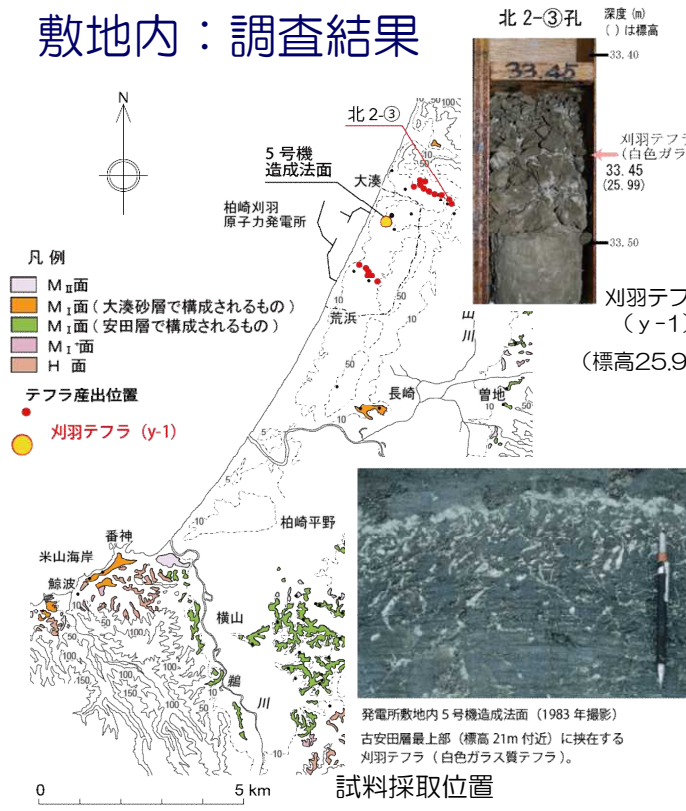 敷地内：調査結果
北 2-③孔
深度 (m)
( ) は標高
33.45
33.40
刈羽テフラ
(白色ガラ
33.45
(25.99)
33.50
刈羽テフ
(y-1)
(標高25.9
N
北 2-③
5 号機
造成法面
大湊
柏崎刈羽
原子力発電所
荒浜
川
長崎
曽地
凡 例
MⅡ面
MⅠ面 ( 大湊砂層で構成されるもの )
MⅠ面 ( 安田層で構成されるもの )
MⅠ⁺面
H 面
テフラ産出位置
刈羽テフラ (y-1)
柏崎平野
番神
米山海岸
鯨波
横山
鵜
川
発電所敷地内 5 号機造成法面 (1983 年撮影)
古安田層最上部 (標高 21m 付近) に挟在する
刈羽テフラ ( 白色ガラス質テフラ )。
0 5 km
試料採取位置